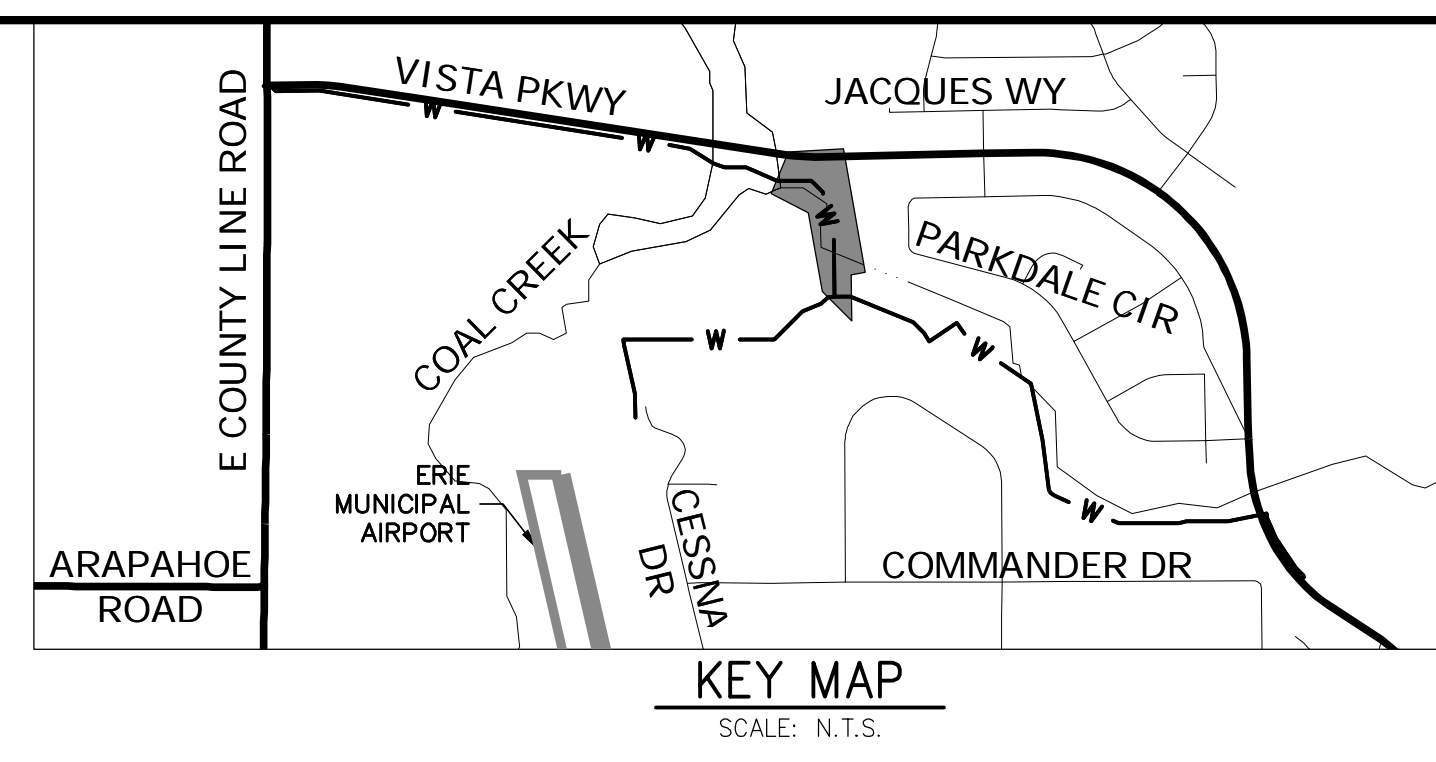 VISTA PKWY
JACQUES WY
E COUNTY LINE ROAD
W
W
W
COAL CREEK
PARKDALE CIR
W
W
ERIE
MUNICIPAL
AIRPORT
CESSNA
DR
W
ARAPAHOE
ROAD
COMMANDER DR
KEY MAP
SCALE: N.T.S.